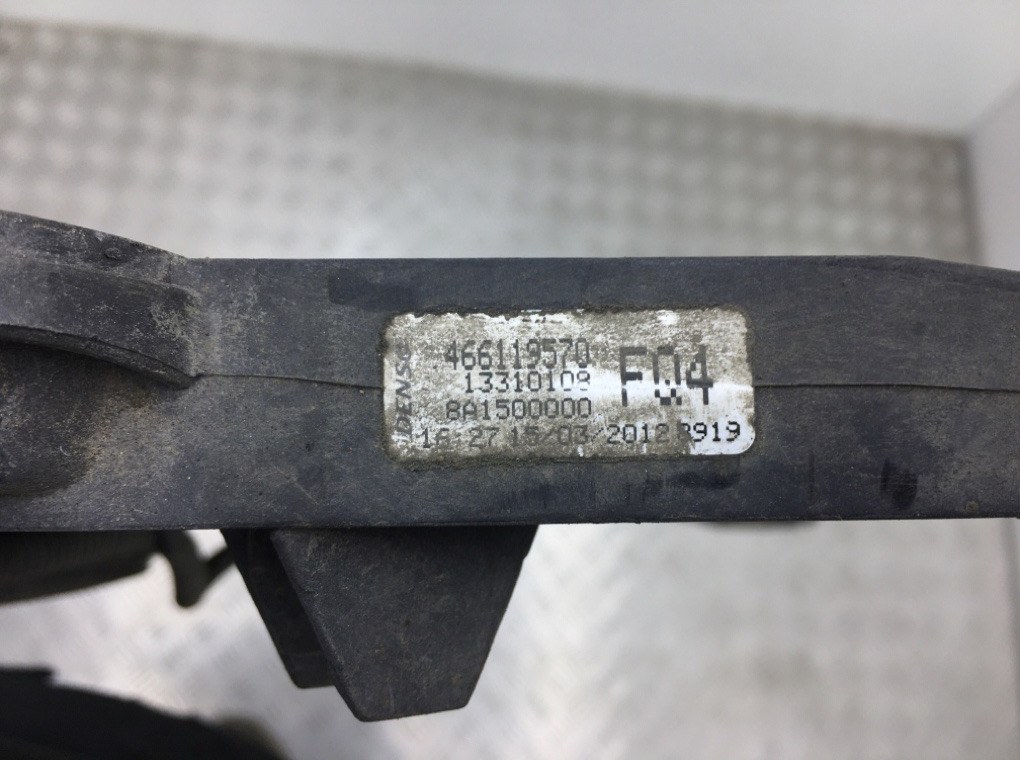 DENSO
466119570 F04
13310108
8A1500000
16:27 15/03/2012 8919